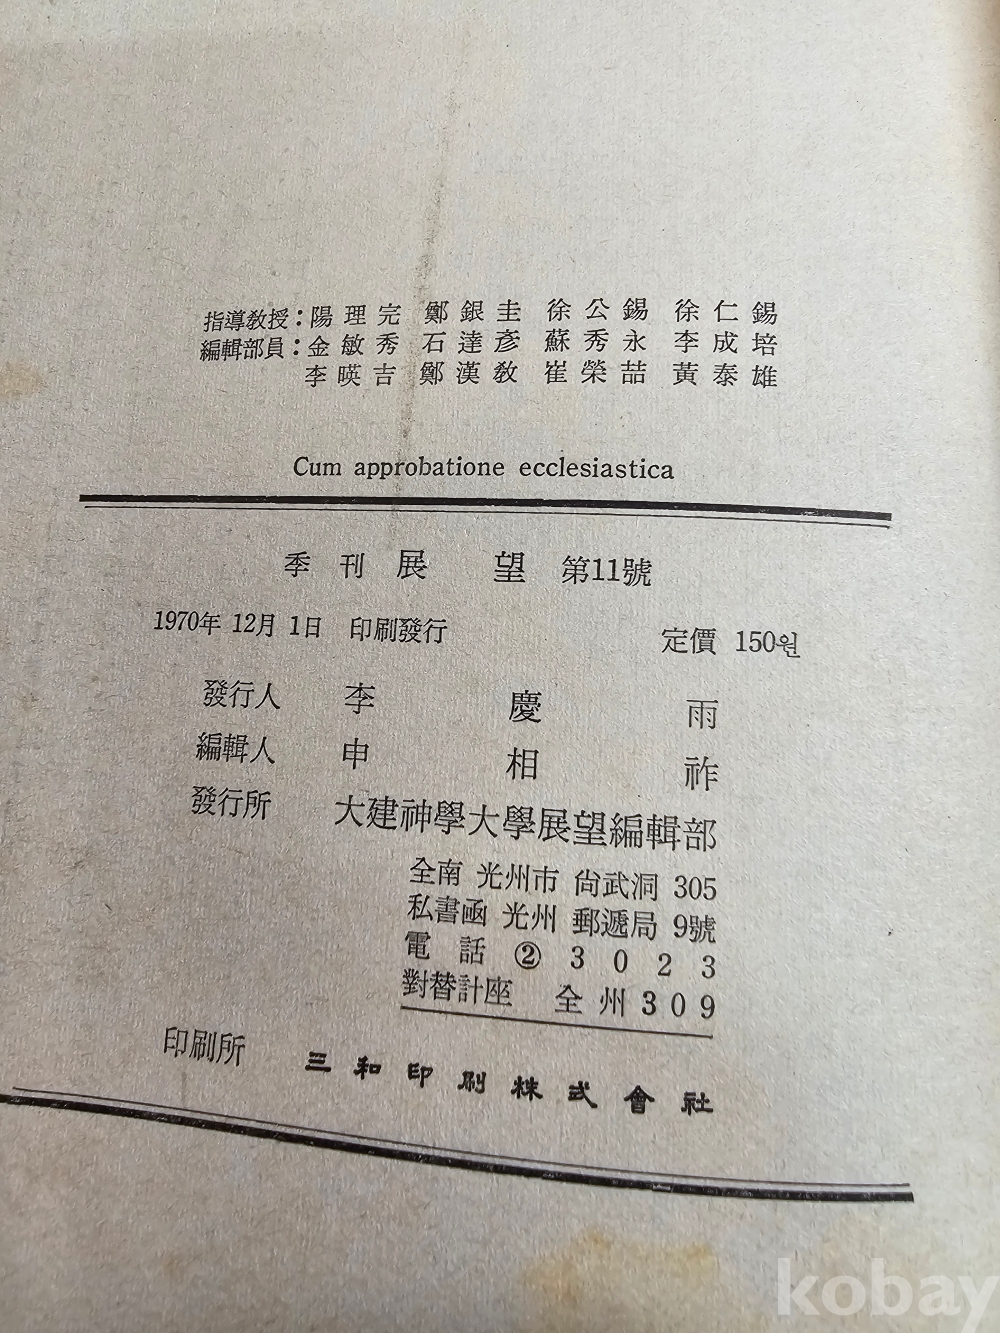 指導教授：陽理完 鄭銀圭 徐公錫 徐仁錫
編輯部員：金敏秀 石達彥 蘇秀永 李成培
李暎吉 鄭漢敎 崔榮喆 黃泰雄
Cum approbatione ecclesiastica
季刊 展望 第11號
1970年 12月 1日 印刷發行 定價 150원
發行人 李慶雨
編輯人 申相祚
發行所 大建神學大學展望編輯部
全南 光州市 尙武洞 305
私書函 光州 郵遞局 9號
電話 ② 3023
對替計座 全州309
印刷所 三和印刷株式會社
kobay